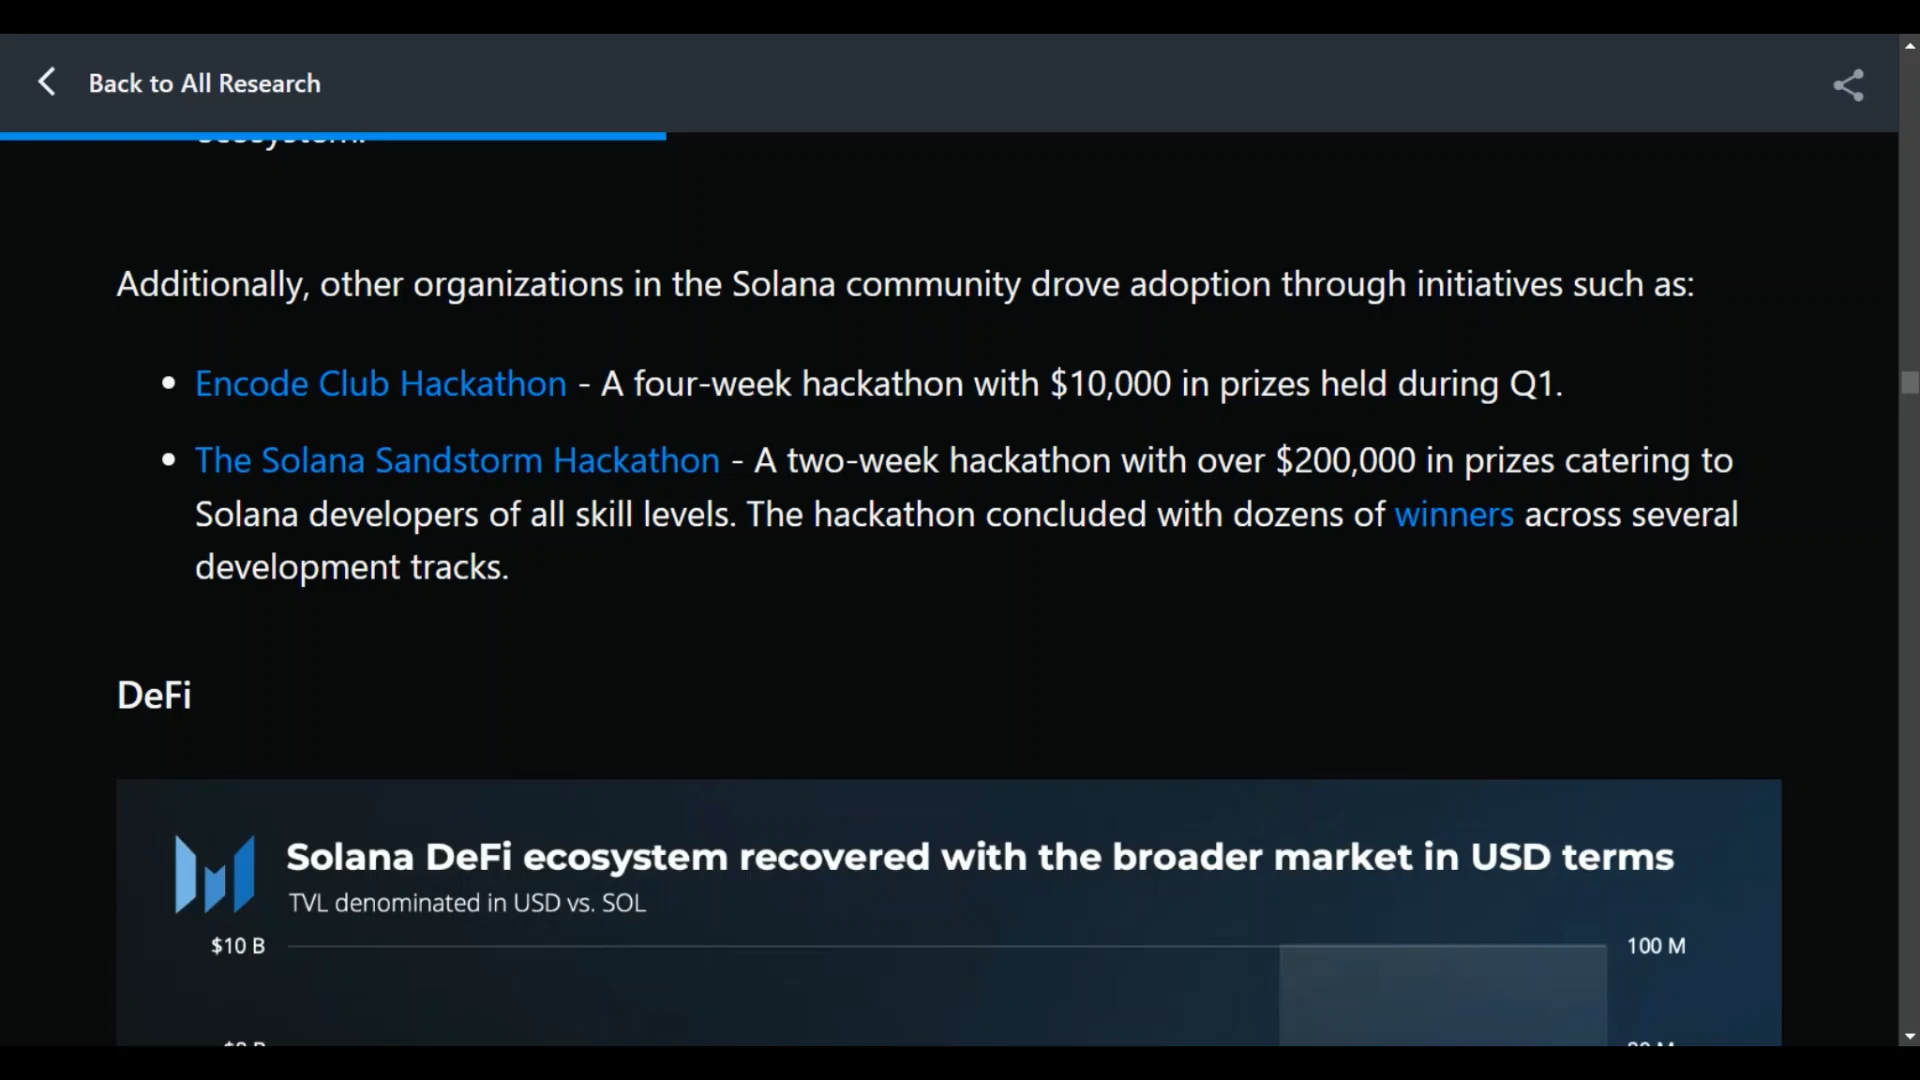 Back to All Research
Additionally, other organizations in the Solana community drove adoption through initiatives such as:
Encode Club Hackathon - A four-week hackathon with $10,000 in prizes held during Q1.
The Solana Sandstorm Hackathon - A two-week hackathon with over $200,000 in prizes catering to
Solana developers of all skill levels. The hackathon concluded with dozens of winners across several
development tracks.
DeFi
Solana DeFi ecosystem recovered with the broader market in USD terms
TVL denominated in USD vs. SOL
$10 B
100 M